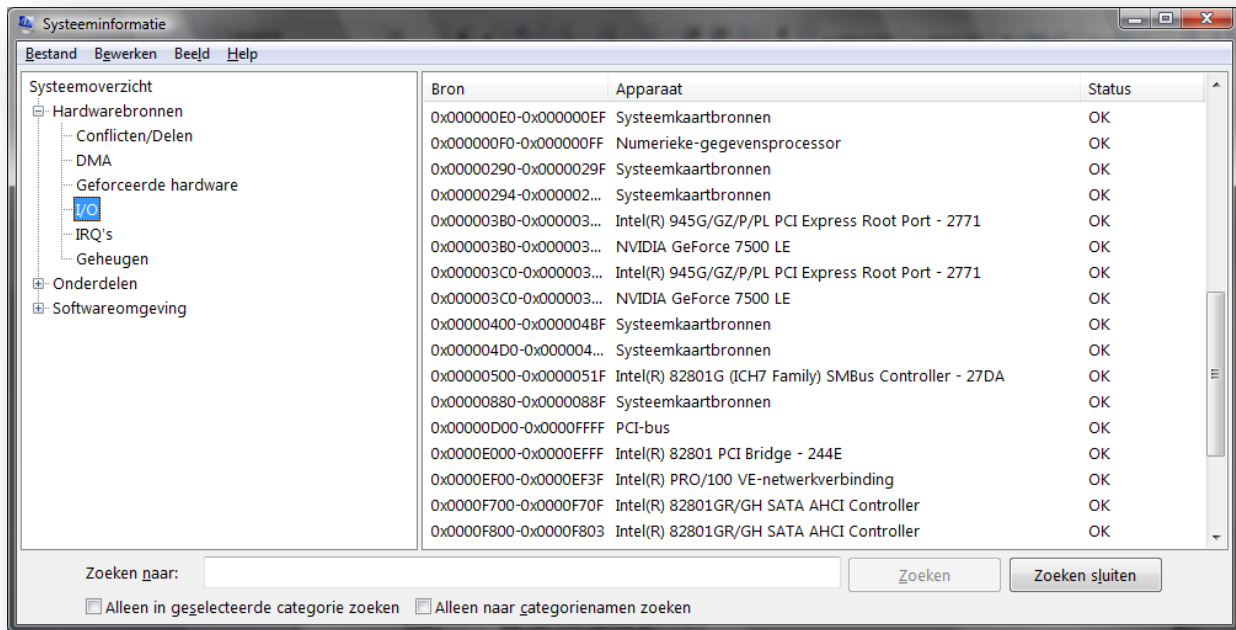 Systeeminformatie
Bestand Bewerken Beeld Help
Systeemoverzicht
Hardwarebronnen
Conflicten/Delen
DMA
Geforceerde hardware
I/O
IRQ's
Geheugen
Onderdelen
Softwareomgeving
Bron Apparaat Status
0x000000E0-0x000000EF Systeemkaartbronnen OK
0x000000F0-0x000000FF Numerieke-gegevensprocessor OK
0x00000290-0x0000029F Systeemkaartbronnen OK
0x00000294-0x000002... Systeemkaartbronnen OK
0x000003B0-0x000003... Intel(R) 945G/GZ/P/PL PCI Express Root Port - 2771 OK
0x000003B0-0x000003... NVIDIA GeForce 7500 LE OK
0x000003C0-0x000003... Intel(R) 945G/GZ/P/PL PCI Express Root Port - 2771 OK
0x000003C0-0x000003... NVIDIA GeForce 7500 LE OK
0x00000400-0x000004BF Systeemkaartbronnen OK
0x000004D0-0x000004... Systeemkaartbronnen OK
0x00000500-0x0000051F Intel(R) 82801G (ICH7 Family) SMBus Controller - 27DA OK
0x00000880-0x0000088F Systeemkaartbronnen OK
0x00000D00-0x0000FFFF PCI-bus OK
0x0000E000-0x0000EFFF Intel(R) 82801 PCI Bridge - 244E OK
0x0000EF00-0x0000EF3F Intel(R) PRO/100 VE-netwerkverbinding OK
0x0000F700-0x0000F70F Intel(R) 82801GR/GH SATA AHCI Controller OK
0x0000F800-0x0000F803 Intel(R) 82801GR/GH SATA AHCI Controller OK
Zoeken naar: Zoeken Zoeken sluiten
Alleen in geselecteerde categorie zoeken Alleen naar categorienamen zoeken